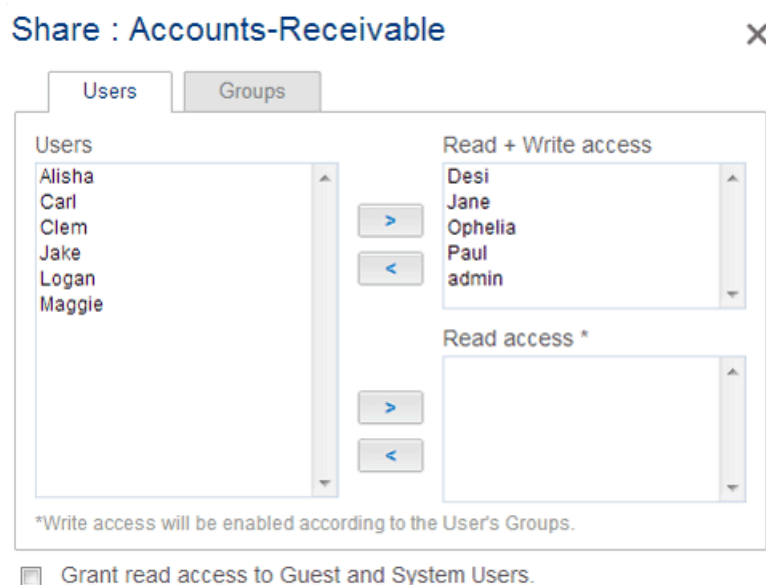 Share : Accounts-Receivable
Users
Groups
Users
Read + Write access
Alisha
Carl
Clem
Jake
Logan
Maggie
>
<
Desi
Jane
Ophelia
Paul
admin
Read access *
>
<
*Write access will be enabled according to the User's Groups.
Grant read access to Guest and System Users.